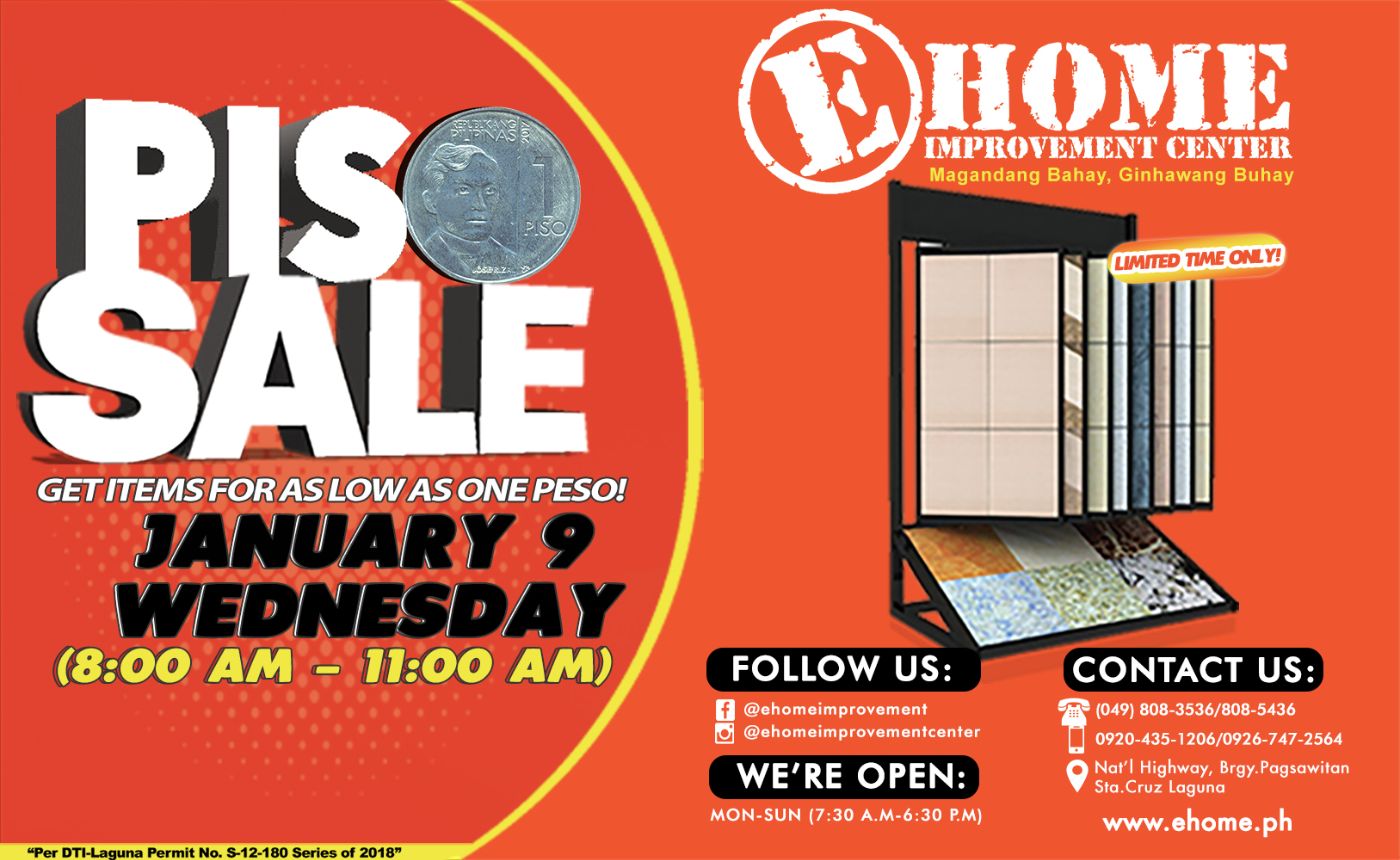 PISO
SALE
REPUBLIKA NG
PILIPINAS
2017
1
PISO
GET ITEMS FOR AS LOW AS ONE PESO!
JANUARY 9
WEDNESDAY
(8:00 AM – 11:00 AM)
"Per DTI-Laguna Permit No. S-12-180 Series of 2018"
E HOME
IMPROVEMENT CENTER
Magandang Bahay, Ginhawang Buhay
LIMITED TIME ONLY!
FOLLOW US:
@ehomeimprovement
@ehomeimprovementcenter
WE'RE OPEN:
MON-SUN (7:30 A.M-6:30 P.M)
CONTACT US:
(049) 808-3536/808-5436
0920-435-1206/0926-747-2564
Nat'l Highway, Brgy.Pagsawitan
Sta.Cruz Laguna
www.ehome.ph